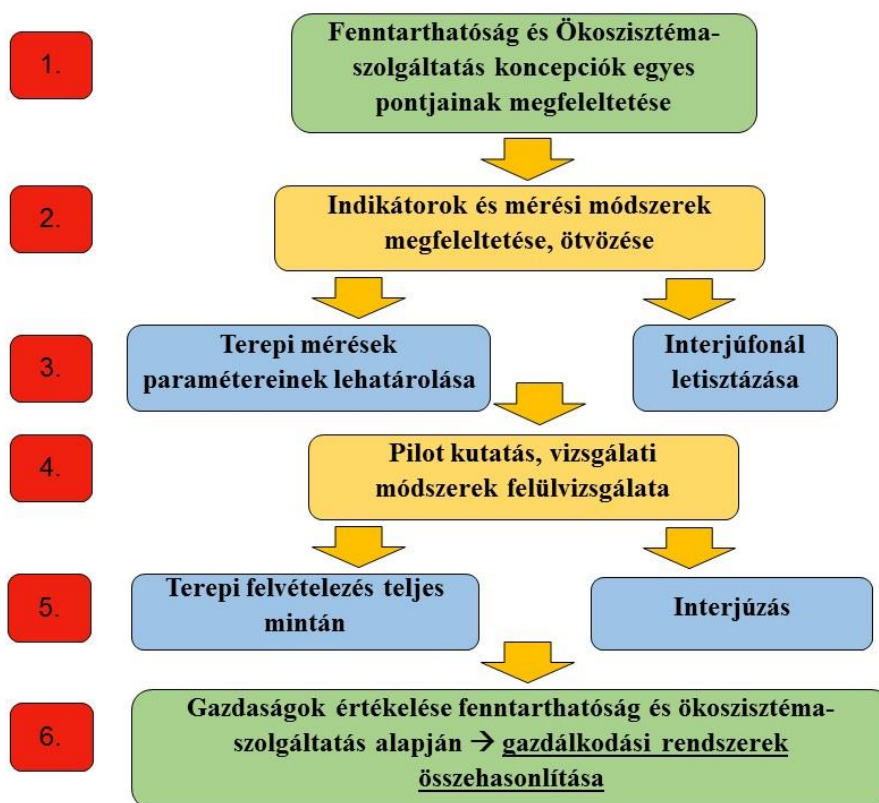 1.
Fenntarthatóság és Ökoszisztéma-
szolgáltatás koncepciók egyes
pontjainak megfeleltetése
2.
Indikátorok és mérési módszerek
megfeleltetése, ötvözése
3.
Terepi mérések
paramétereinek lehatárolása
Interjúfonál
letisztázása
4.
Pilot kutatás, vizsgálati
módszerek felülvizsgálata
5.
Terepi felvételezés teljes
mintán
Interjúzás
6.
Gazdaságok értékelése fenntarthatóság és ökoszisztéma-
szolgáltatás alapján → gazdálkodási rendszerek
összehasonlítása